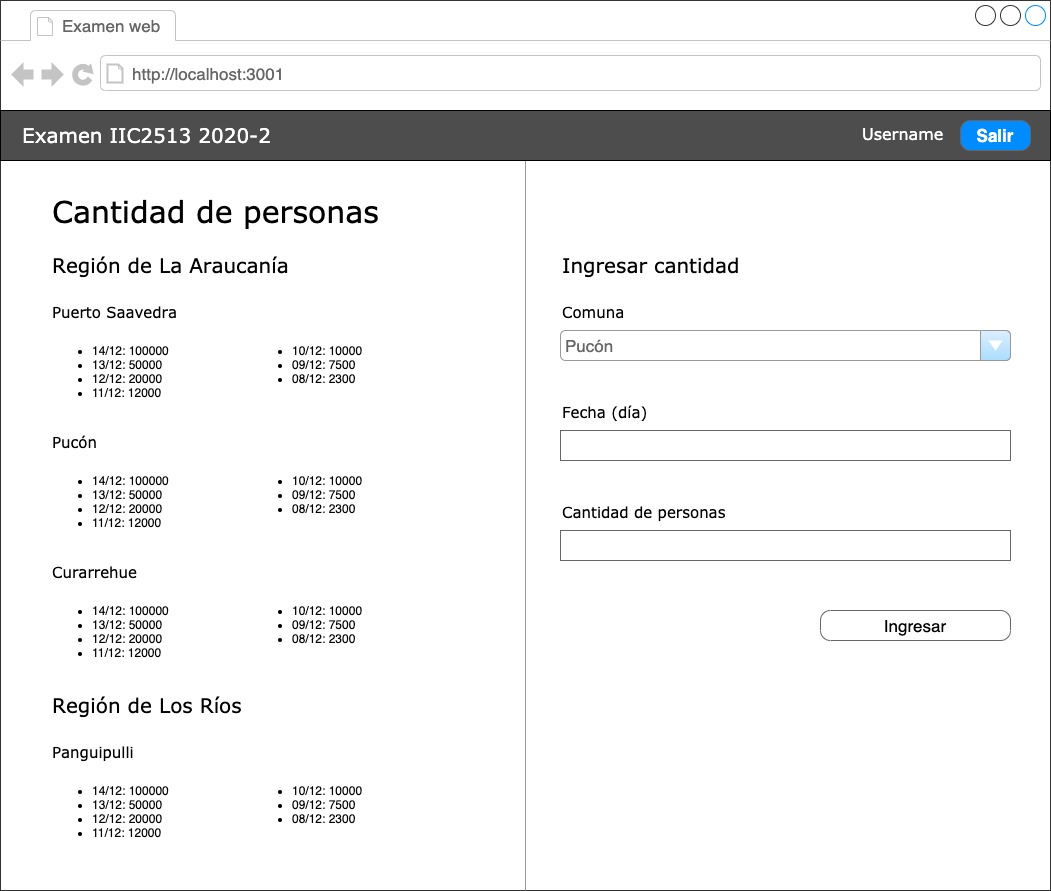 Examen web
http://localhost:3001
Examen IIC2513 2020-2
Username
Salir
Cantidad de personas
Región de La Araucanía
Puerto Saavedra
14/12: 100000
13/12: 50000
12/12: 20000
11/12: 12000
10/12: 10000
09/12: 7500
08/12: 2300
Pucón
14/12: 100000
13/12: 50000
12/12: 20000
11/12: 12000
10/12: 10000
09/12: 7500
08/12: 2300
Curarrehue
14/12: 100000
13/12: 50000
12/12: 20000
11/12: 12000
10/12: 10000
09/12: 7500
08/12: 2300
Región de Los Ríos
Panguipulli
14/12: 100000
13/12: 50000
12/12: 20000
11/12: 12000
10/12: 10000
09/12: 7500
08/12: 2300
Ingresar cantidad
Comuna
Pucón
Fecha (día)
Cantidad de personas
Ingresar